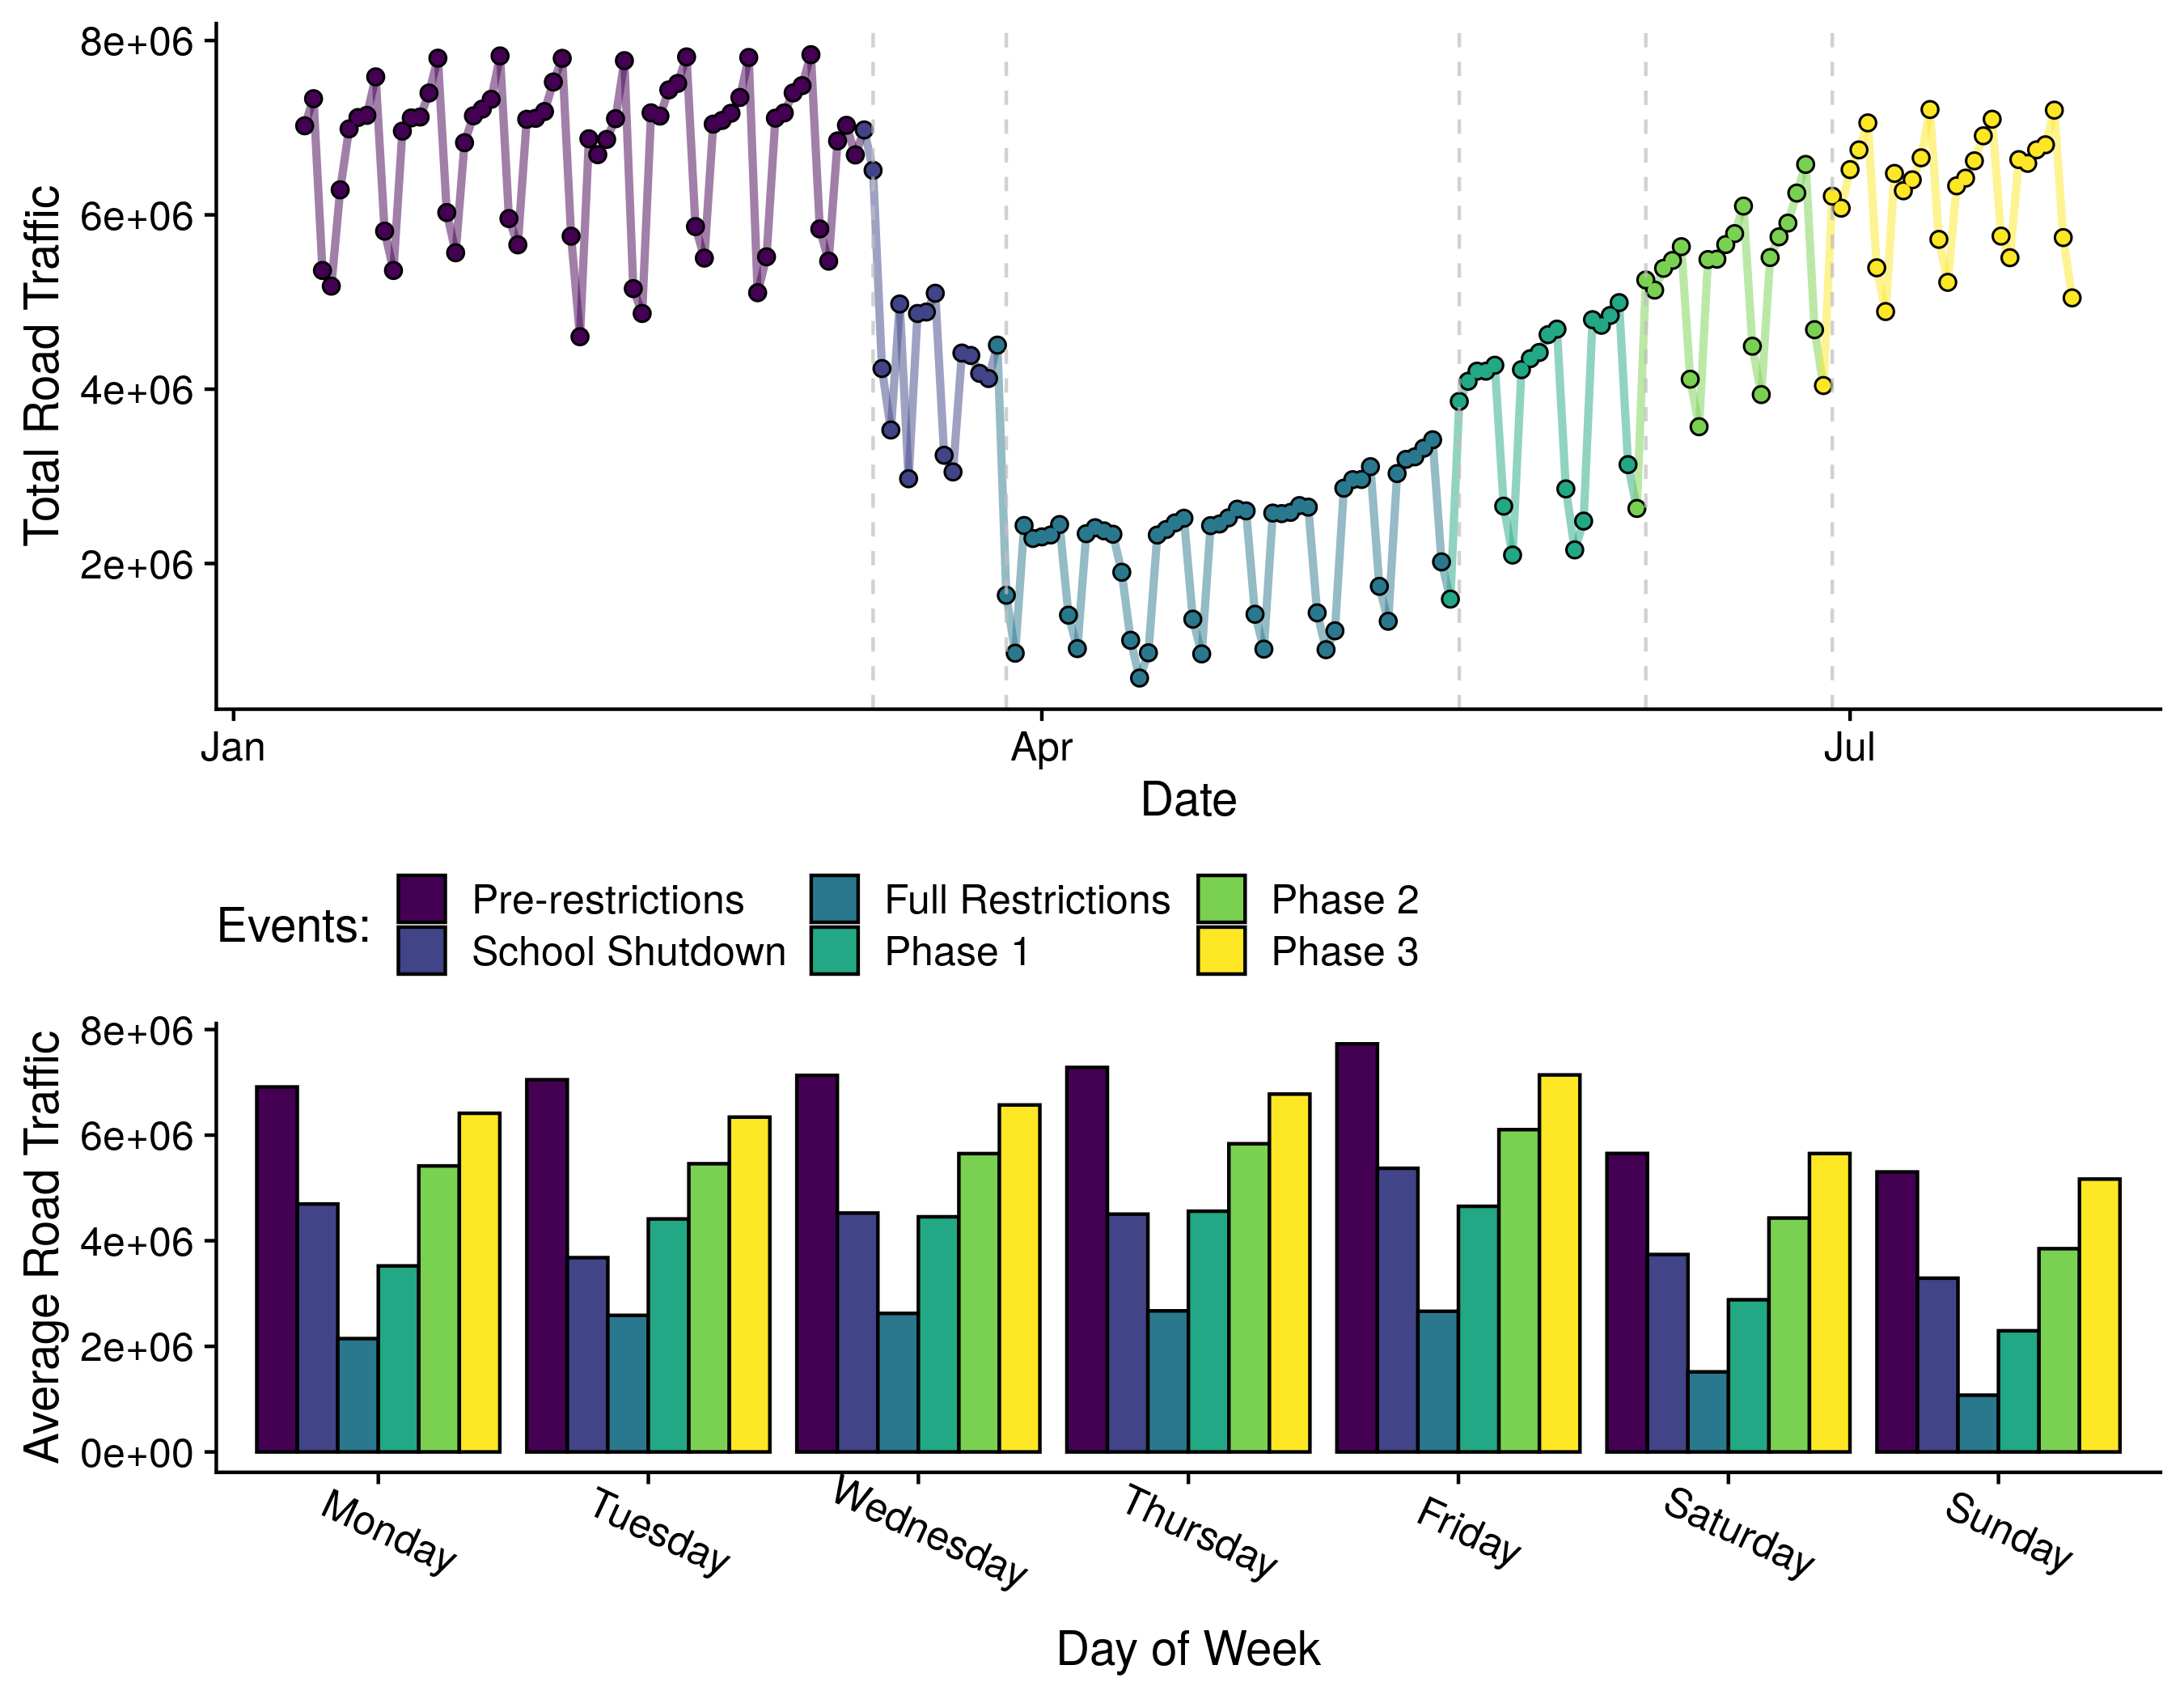 8e+06
6e+06
4e+06
2e+06
Total Road Traffic
Jan Apr Jul
Date
Events:
Pre-restrictions Full Restrictions Phase 2
School Shutdown Phase 1 Phase 3
8e+06
6e+06
4e+06
2e+06
0e+00
Average Road Traffic
Monday Tuesday Wednesday Thursday Friday Saturday Sunday
Day of Week